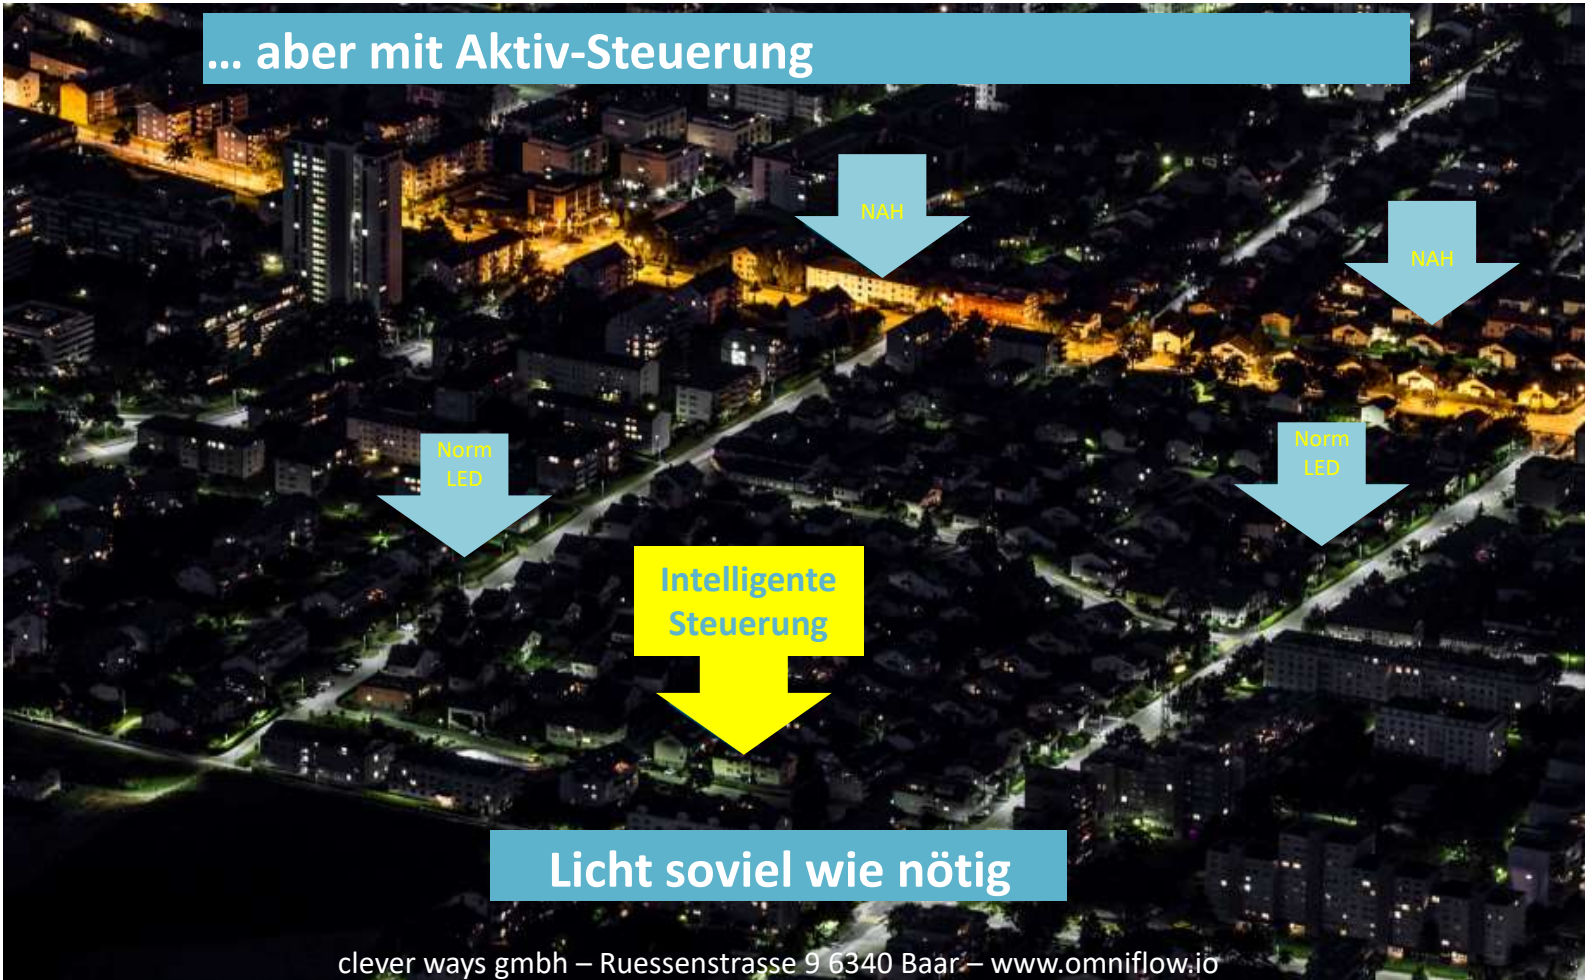 ... aber mit Aktiv-Steuerung
NAH
NAH
Norm
LED
Norm
LED
Intelligente
Steuerung
Licht soviel wie nötig
clever ways gmbh – Ruessenstrasse 9 6340 Baar – www.omniflow.io